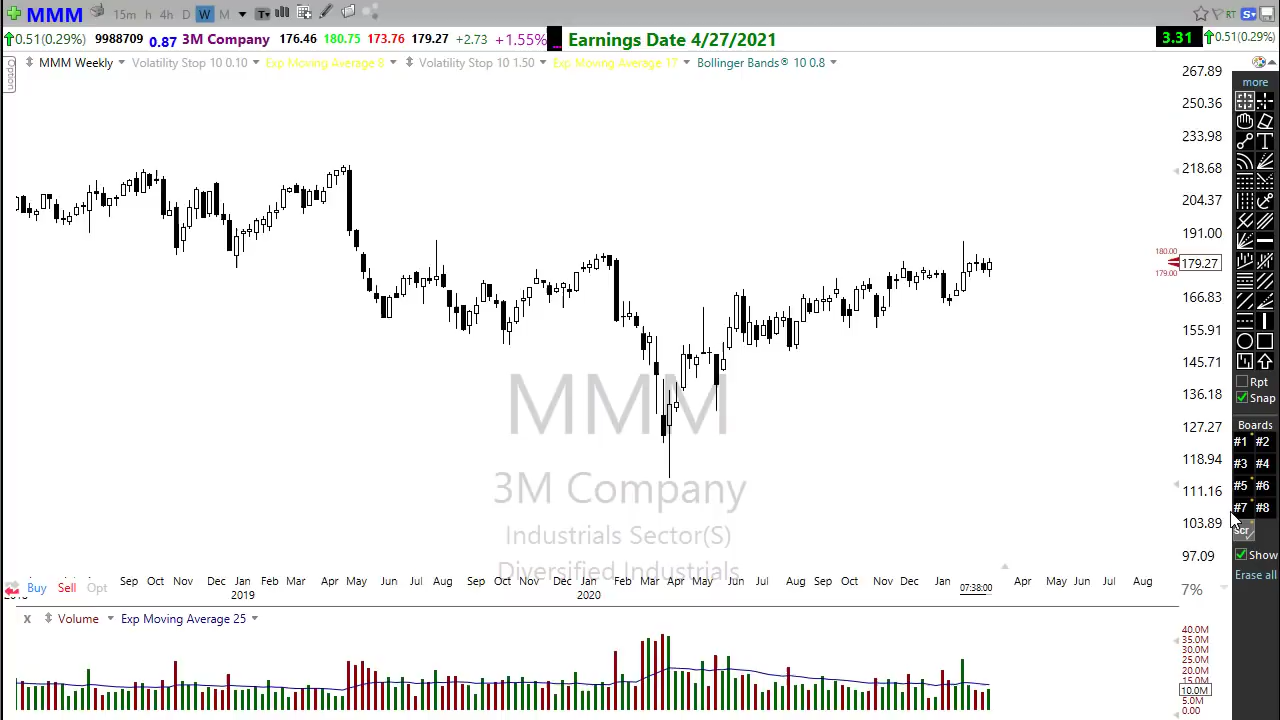 MMM 15m h 4h D W M T RT S
0.51(0.29%) 9988709 0.87 3M Company 176.46 180.75 173.76 179.27 +2.73 +1.55% ... Earnings Date 4/27/2021 3.31 0.51(0.29%)
Option
MMM Weekly Volatility Stop 10 0.10 Exp Moving Average 8 Volatility Stop 10 1.50 Exp Moving Average 17 Bollinger Bands® 10 0.8
267.89
250.36
233.98
218.68
204.37
191.00
180.00
179.27
179.00
166.83
155.91
145.71
136.18
127.27
118.94
111.16
103.89
97.09
7%
MMM
3M Company
Industrials Sector(S)
Diversified Industrials
Sep Oct Nov Dec Jan Feb Mar Apr May Jun Jul Aug Sep Oct Nov Dec Jan Feb Mar Apr Jun Jul Aug Sep Oct Nov Dec Jan Apr May Jun Jul Aug
2019 2020 07:38:00
Buy Sell Opt
x Volume Exp Moving Average 25
40.0M
35.0M
30.0M
25.0M
20.0M
15.0M
10.0M
5.0M
0.00
more
T
Rpt
Snap
Boards
#1 #2
#3 #4
#5 #6
#7 #8
Scr
Show
Erase all